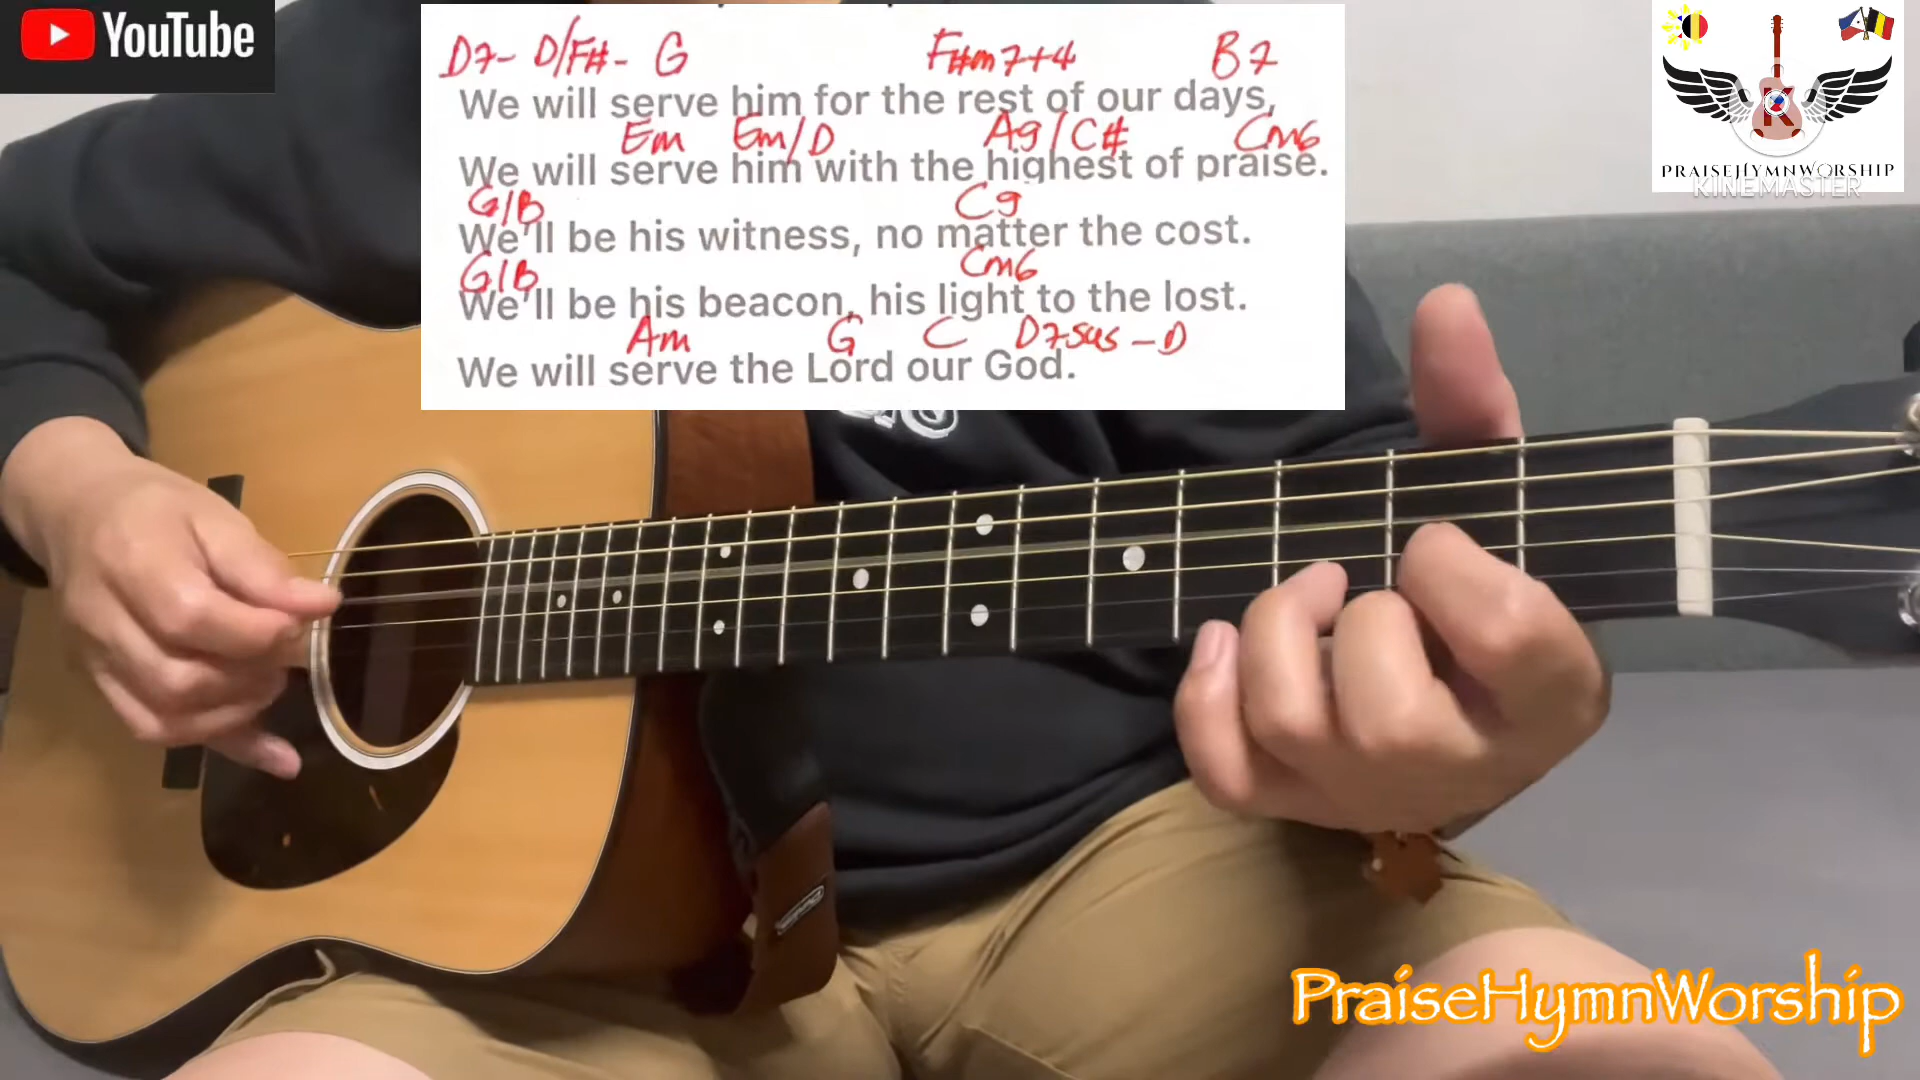 YouTube
D7- D/F#- G F#m7+4 B7
We will serve him for the rest of our days,
Em Em/D A9/C# Cm6
We will serve him with the highest of praise.
G/B C9
We'll be his witness, no matter the cost.
G/B Cm6
We'll be his beacon, his light to the lost.
Am G C D7sus-D
We will serve the Lord our God.
K
PRAISEHYMNWORSHIP
KINEMASTER
PraiseHymnWorship